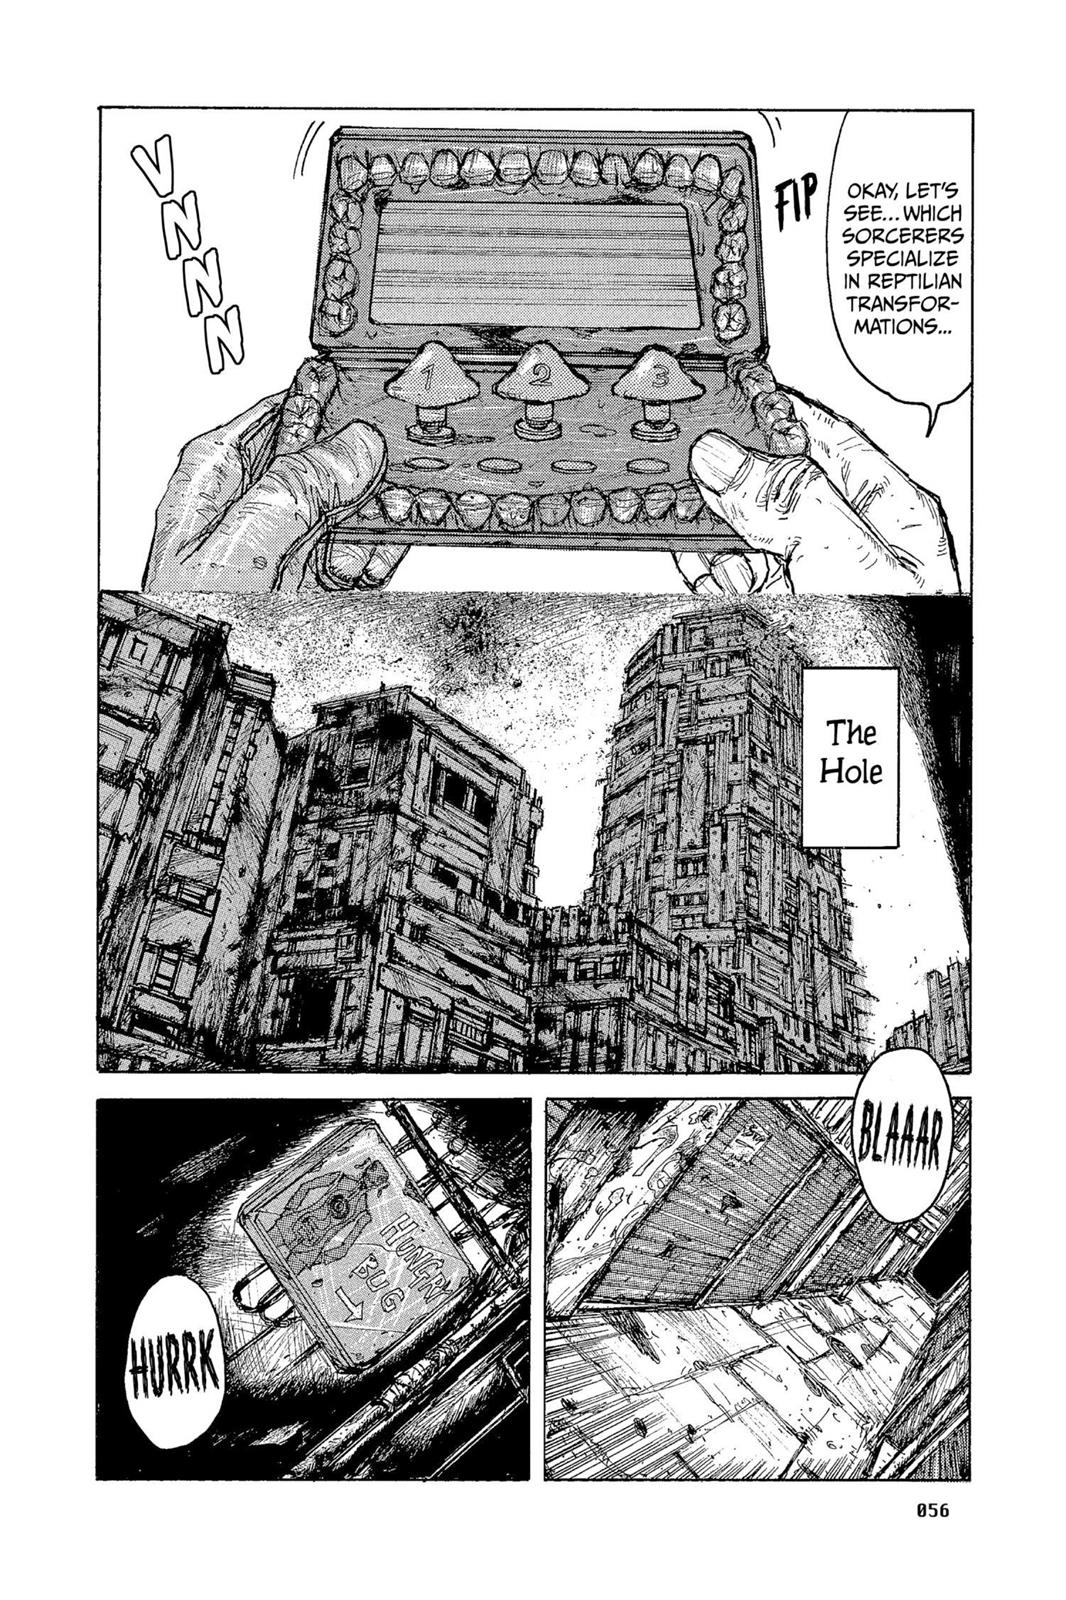 VNNN
FIP
OKAY, LET'S
SEE... WHICH
SORCERERS
SPECIALIZE
IN REPTILIAN
TRANSFOR-
MATIONS...
1 2 3
The
Hole
HUNGRY
BUG
HURRK
BLAAAR
056